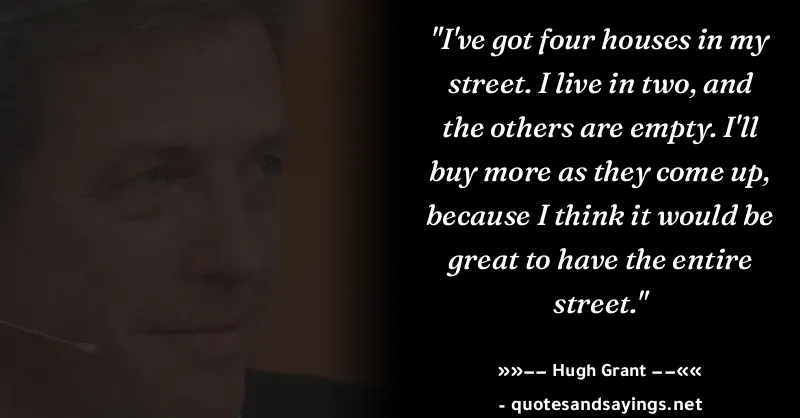 "I've got four houses in my
street. I live in two, and
the others are empty. I'll
buy more as they come up,
because I think it would be
great to have the entire
street."
»»−− Hugh Grant −−««
- quotesandsayings.net